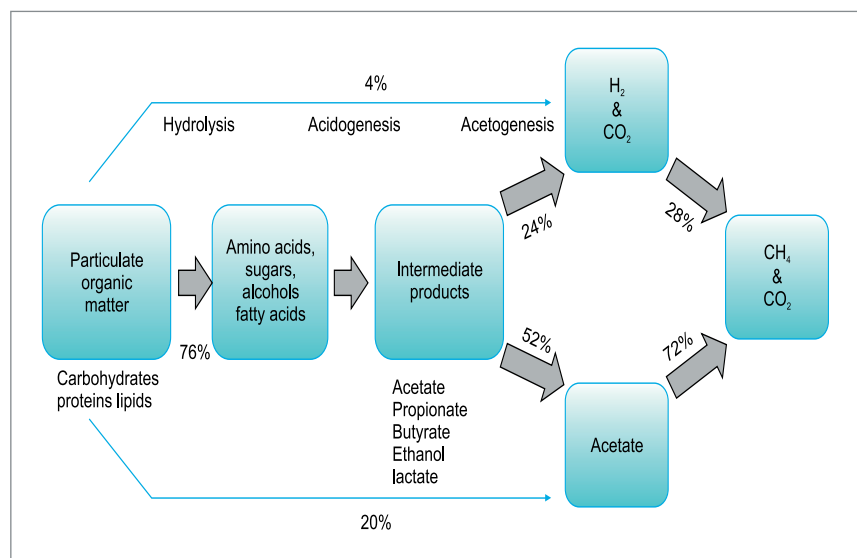 4%
Hydrolysis
Acidogenesis
Acetogenesis
H₂
&
CO₂
Particulate
organic
matter
76%
Carbohydrates
proteins lipids
Amino acids,
sugars,
alcohols
fatty acids
Intermediate
products
Acetate
Propionate
Butyrate
Ethanol
lactate
24%
52%
28%
72%
CH₄
&
CO₂
Acetate
20%